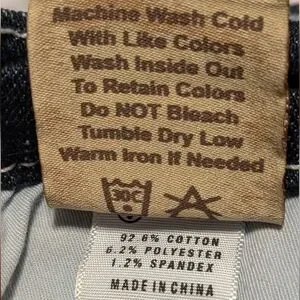 Machine Wash Cold
With Like Colors
Wash Inside Out
To Retain Colors
Do NOT Bleach
Tumble Dry Low
Warm Iron If Needed
30C
92.6% COTTON
6.2% POLYESTER
1.2% SPANDEX
MADE IN CHINA